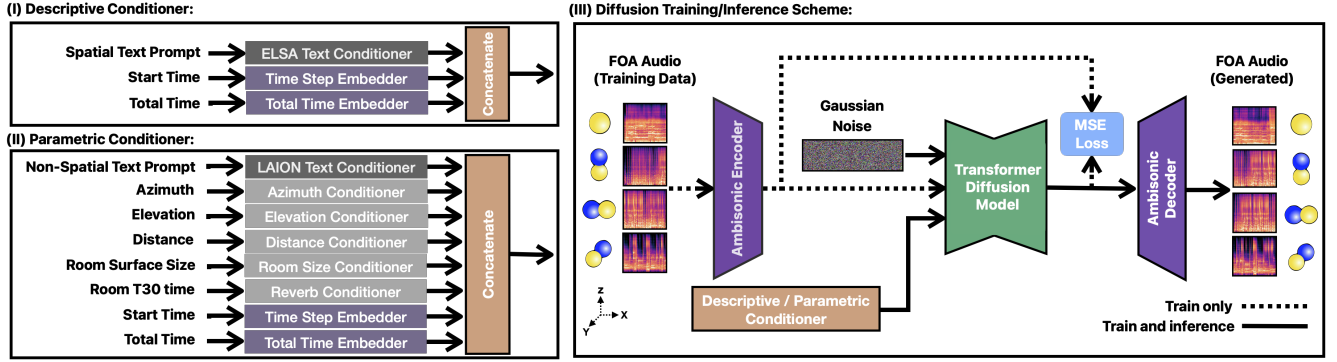 (I) Descriptive Conditioner:
Spatial Text Prompt
ELSA Text Conditioner
Start Time
Time Step Embedder
Total Time
Total Time Embedder
Concatenate
(II) Parametric Conditioner:
Non-Spatial Text Prompt
LAION Text Conditioner
Azimuth
Azimuth Conditioner
Elevation
Elevation Conditioner
Distance
Distance Conditioner
Room Surface Size
Room Size Conditioner
Room T30 time
Reverb Conditioner
Start Time
Time Step Embedder
Total Time
Total Time Embedder
Concatenate
(III) Diffusion Training/Inference Scheme:
FOA Audio
(Training Data)
Z
X
Y
Ambisonic Encoder
Gaussian
Noise
Descriptive / Parametric
Conditioner
Transformer
Diffusion
Model
MSE
Loss
Ambisonic
Decoder
FOA Audio
(Generated)
Train only
Train and inference